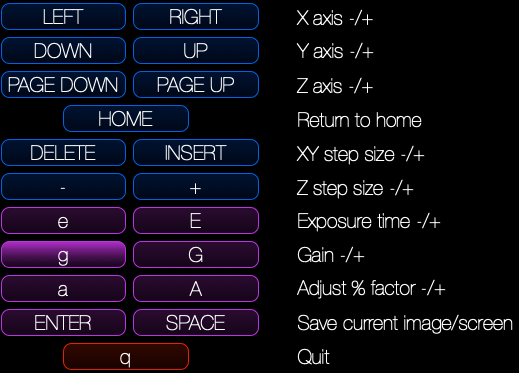 LEFT RIGHT X axis -/+
DOWN UP Y axis -/+
PAGE DOWN PAGE UP Z axis -/+
HOME Return to home
DELETE INSERT XY step size -/+
- + Z step size -/+
e E Exposure time -/+
g G Gain -/+
a A Adjust % factor -/+
ENTER SPACE Save current image/screen
q Quit